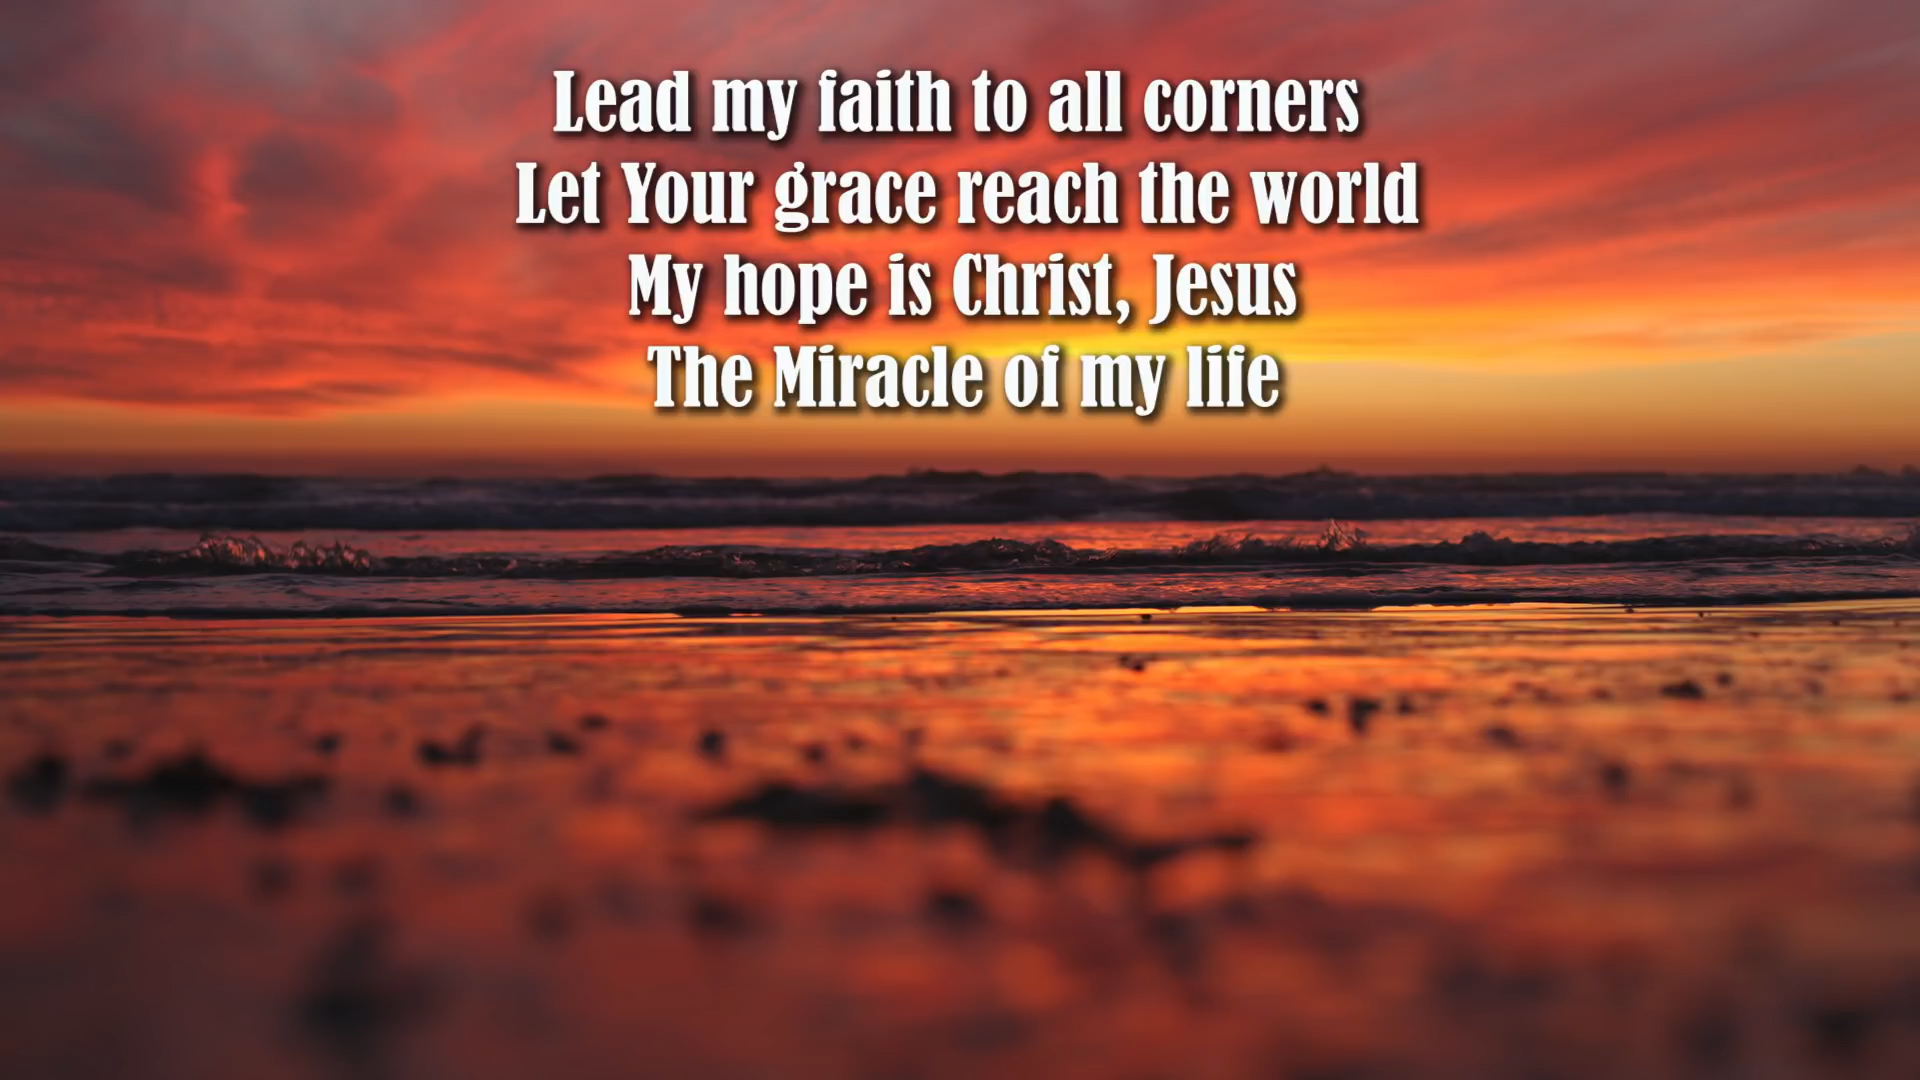 Lead my faith to all corners
Let Your grace reach the world
My hope is Christ, Jesus
The Miracle of my life